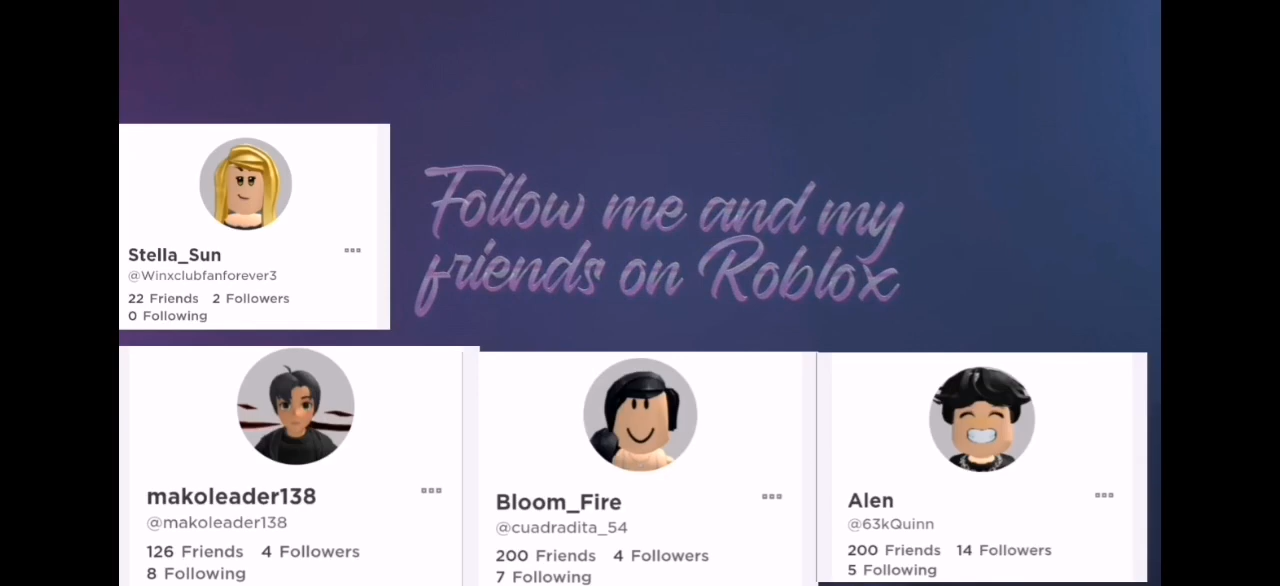 Follow me and my
friends on Roblox
Stella_Sun
@Winxclubfanforever3
22 Friends 2 Followers
0 Following
makoleader138
@makoleader138
126 Friends 4 Followers
8 Following
Bloom_Fire
@cuadradita_54
200 Friends 4 Followers
7 Following
Alen
@63kQuinn
200 Friends 14 Followers
5 Following